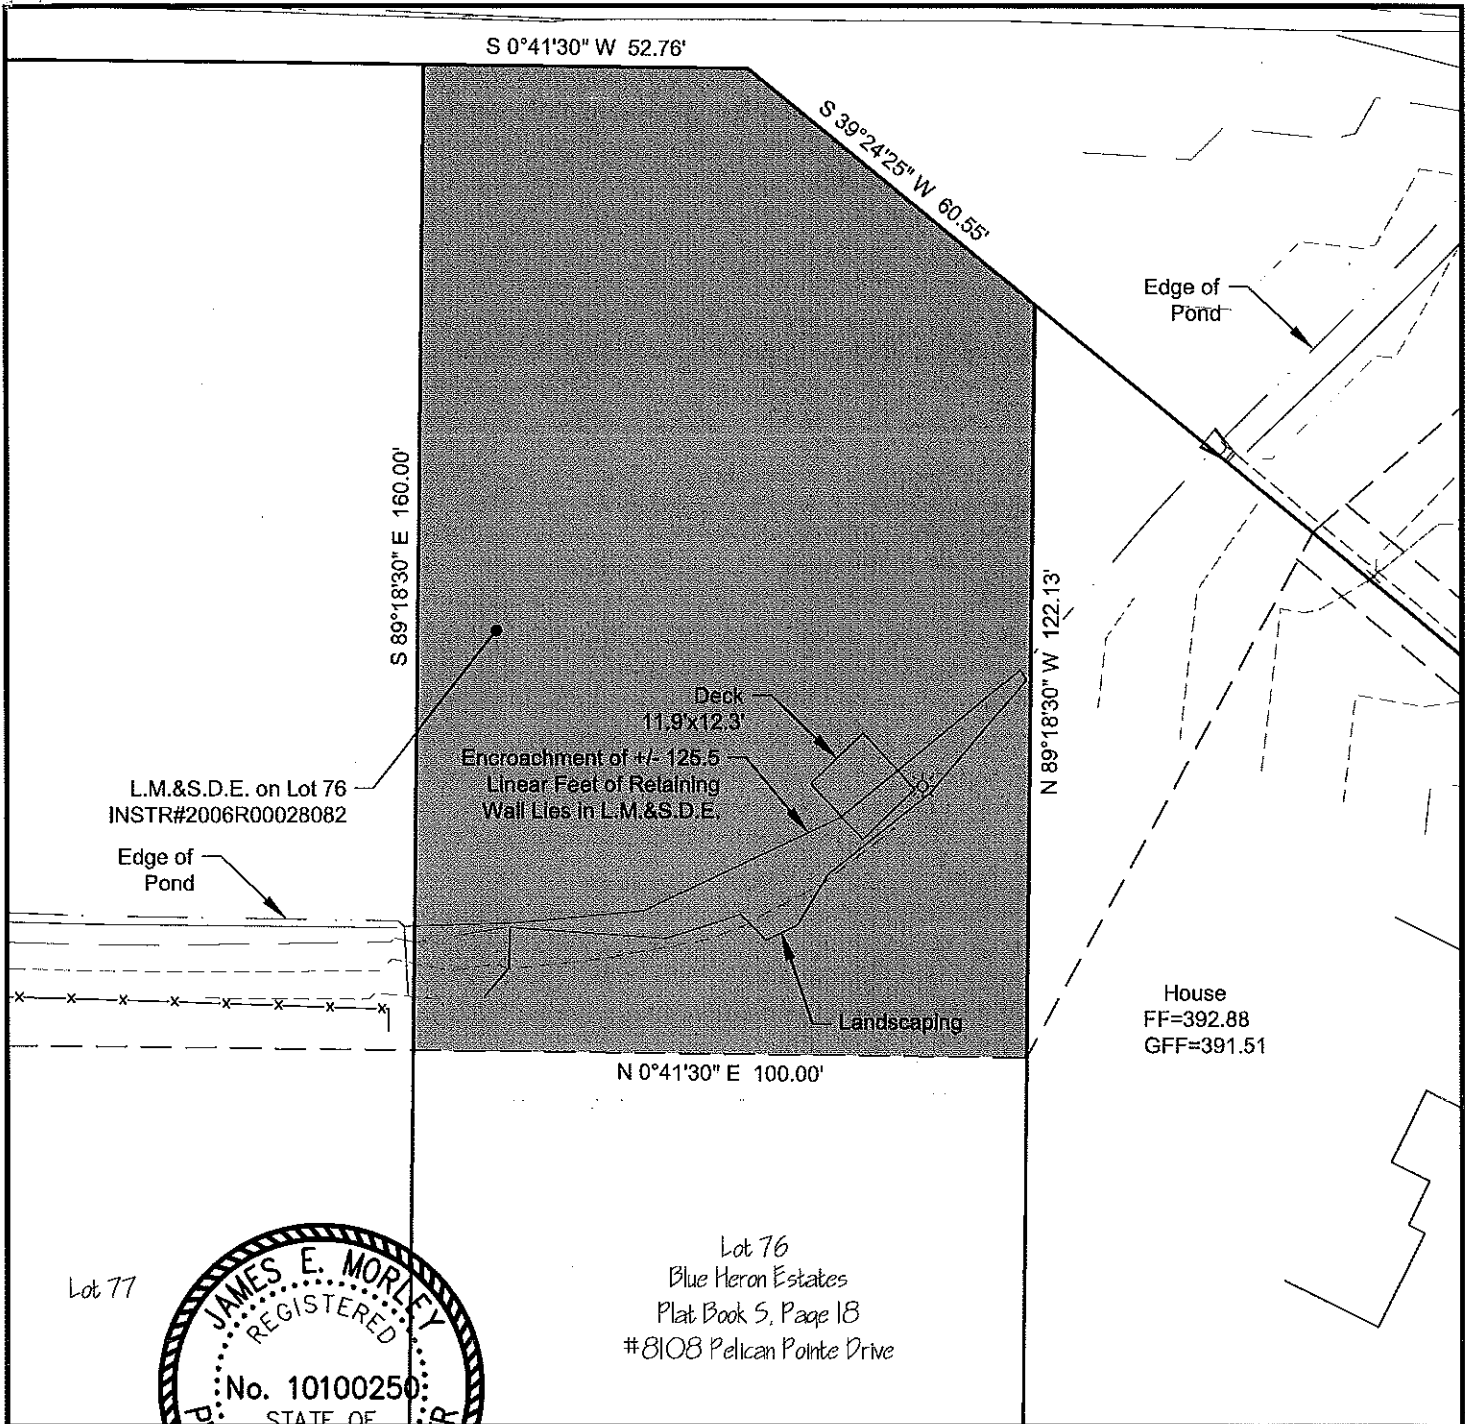 S 0°41'30" W 52.76'
S 39°24'25" W 60.55'
Edge of
Pond
S 89°18'30" E 160.00'
N 89°18'30" W 122.13'
Deck
11.9'x12.3'
Encroachment of +/- 125.5
Linear Feet of Retaining
Wall Lies in L.M.&S.D.E.
L.M.&S.D.E. on Lot 76
INSTR#2006R00028082
Edge of
Pond
Landscaping
House
FF=392.88
GFF=391.51
N 0°41'30" E 100.00'
Lot 77
Lot 76
Blue Heron Estates
Plat Book 5, Page 18
#8108 Pelican Pointe Drive
JAMES E. MORLEY
REGISTERED
No. 10100250
STATE OF